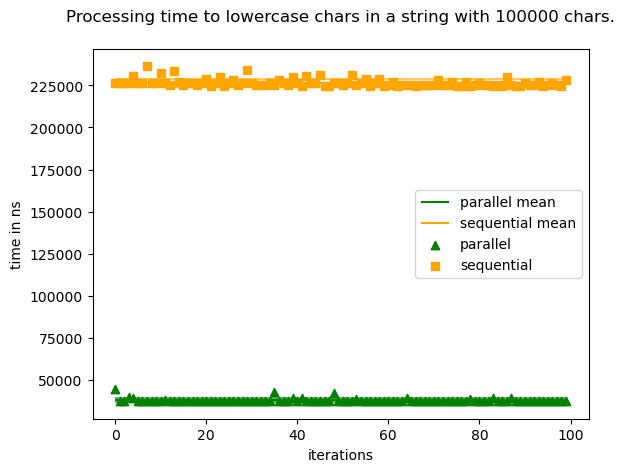 Processing time to lowercase chars in a string with 100000 chars.
225000
200000
175000
150000
125000
100000
75000
50000
time in ns
parallel mean
sequential mean
parallel
sequential
0
20
40
60
80
100
iterations